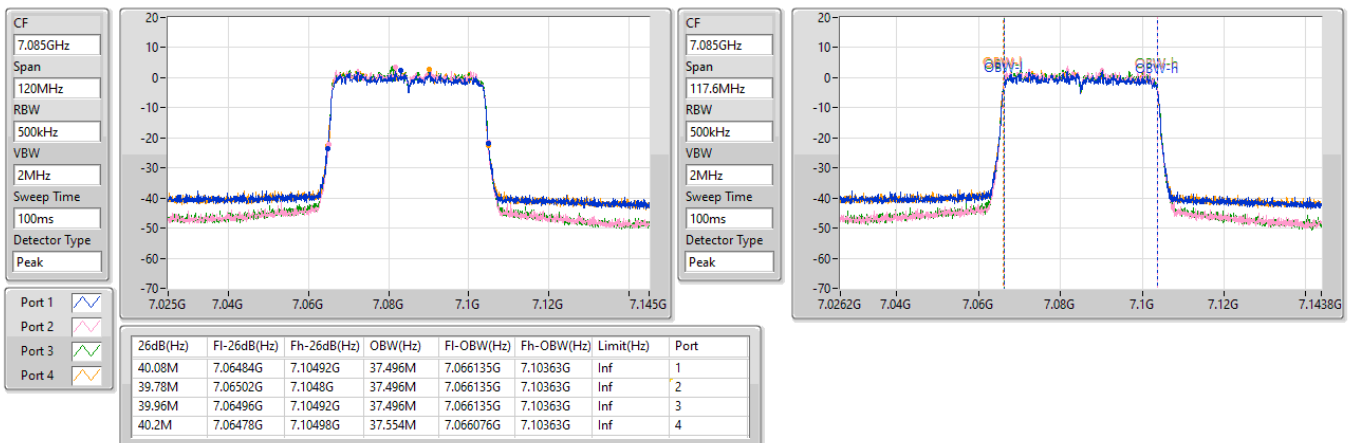 CF
7.085GHz
Span
120MHz
RBW
500kHz
VBW
2MHz
Sweep Time
100ms
Detector Type
Peak
20
10
0
-10
-20
-30
-40
-50
-60
-70
7.025G 7.04G 7.06G 7.08G 7.1G 7.12G 7.145G
CF
7.085GHz
Span
117.6MHz
RBW
500kHz
VBW
2MHz
Sweep Time
100ms
Detector Type
Peak
20
10
0
-10
-20
-30
-40
-50
-60
-70
OBW-l OBW-h
7.0262G 7.04G 7.06G 7.08G 7.1G 7.12G 7.1438G
Port 1
Port 2
Port 3
Port 4
26dB(Hz) Fl-26dB(Hz) Fh-26dB(Hz) OBW(Hz) Fl-OBW(Hz) Fh-OBW(Hz) Limit(Hz) Port
40.08M 7.06484G 7.10492G 37.496M 7.066135G 7.10363G Inf 1
39.78M 7.06502G 7.1048G 37.496M 7.066135G 7.10363G Inf 2
39.96M 7.06496G 7.10492G 37.496M 7.066135G 7.10363G Inf 3
40.2M 7.06478G 7.10498G 37.554M 7.066076G 7.10363G Inf 4